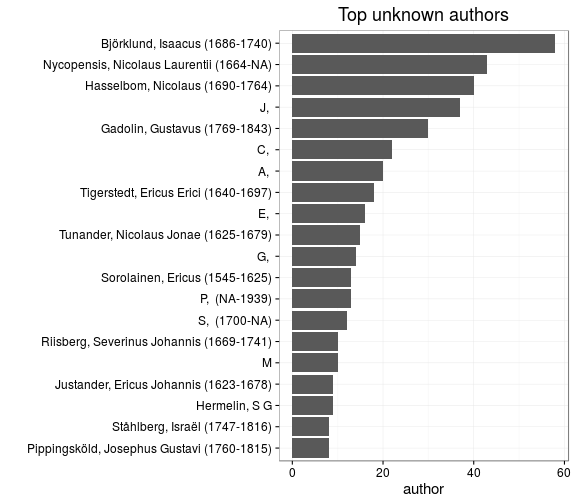 Top unknown authors
Björklund, Isaacus (1686-1740)
Nycopensis, Nicolaus Laurentii (1664-NA)
Hasselbom, Nicolaus (1690-1764)
J,
Gadolin, Gustavus (1769-1843)
C,
A,
Tigerstedt, Ericus Erici (1640-1697)
E,
Tunander, Nicolaus Jonae (1625-1679)
G,
Sorolainen, Ericus (1545-1625)
P, (NA-1939)
S, (1700-NA)
Riisberg, Severinus Johannis (1669-1741)
M
Justander, Ericus Johannis (1623-1678)
Hermelin, S G
Ståhlberg, Israël (1747-1816)
Pippingsköld, Josephus Gustavi (1760-1815)
0 20 40 60
author